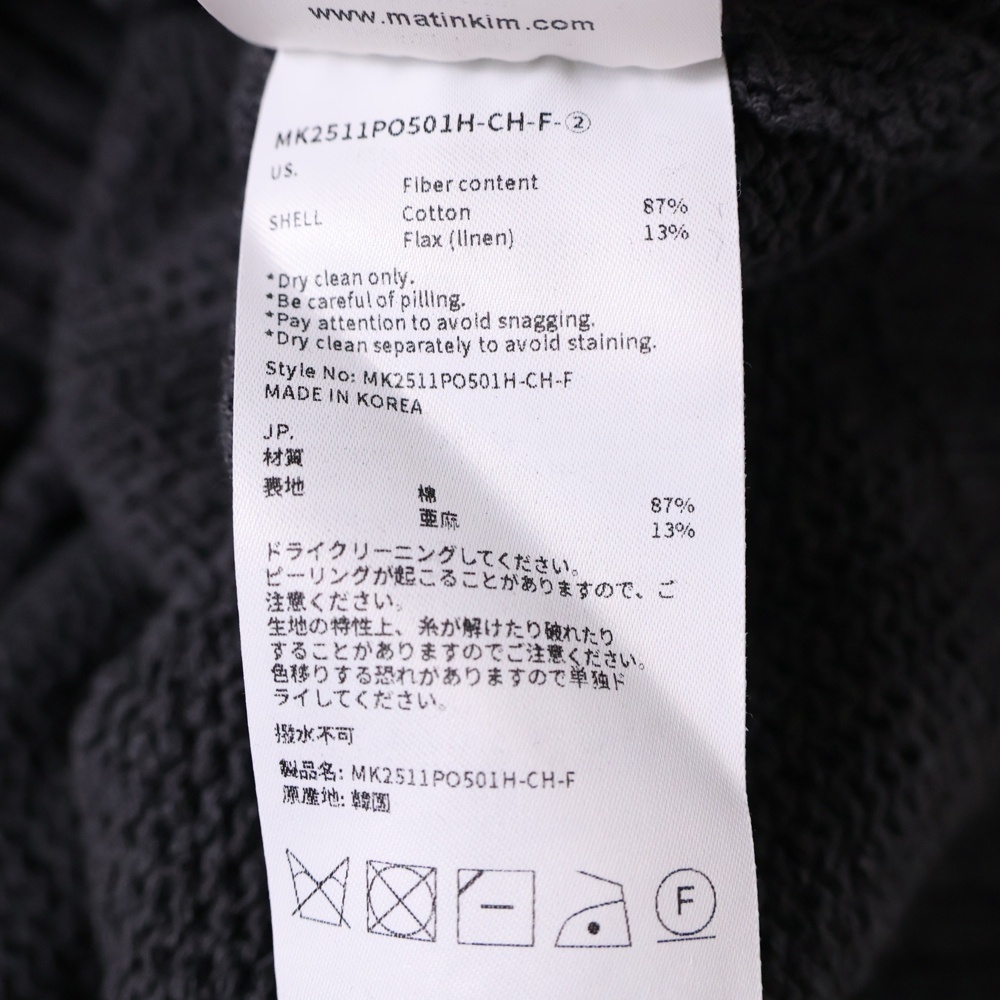 www.matinkim.com
MK2511PO501H-CH-F-②
US.
Fiber content
SHELL Cotton 87%
Flax (linen) 13%
*Dry clean only.
*Be careful of pilling.
*Pay attention to avoid snagging.
*Dry clean separately to avoid staining.
Style No: MK2511PO501H-CH-F
MADE IN KOREA
JP.
材質
表地 棉 87%
亜麻 13%
ドライクリーニングしてください。
ピーリングが起こることがありますので、ご
注意ください。
生地の特性上、糸が解けたり破れたり
することがありますのでご注意ください。
色移りする恐れがありますので単独ド
ライしてください。
撥水不可
製品名: MK2511PO501H-CH-F
原産地: 韓国
F